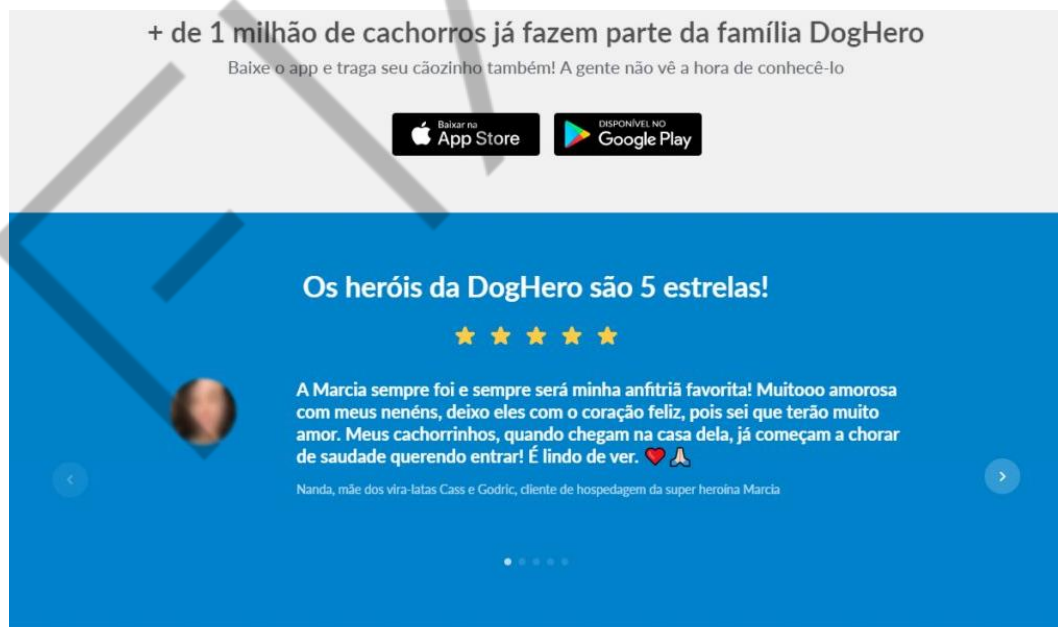 + de 1 milhão de cachorros já fazem parte da família DogHero
Baixe o app e traga seu cãozinho também! A gente não vê a hora de conhecê-lo
Baixar na
App Store
DISPONÍVEL NO
Google Play
Os heróis da DogHero são 5 estrelas!
A Marcia sempre foi e sempre será minha anfitriã favorita! Muitooo amorosa
com meus nenéns, deixo eles com o coração feliz, pois sei que terão muito
amor. Meus cachorrinhos, quando chegam na casa dela, já começam a chorar
de saudade querendo entrar! É lindo de ver. ❤️🙏🏻
Nanda, mãe dos vira-latas Cass e Godric, cliente de hospedagem da super heroína Marcia